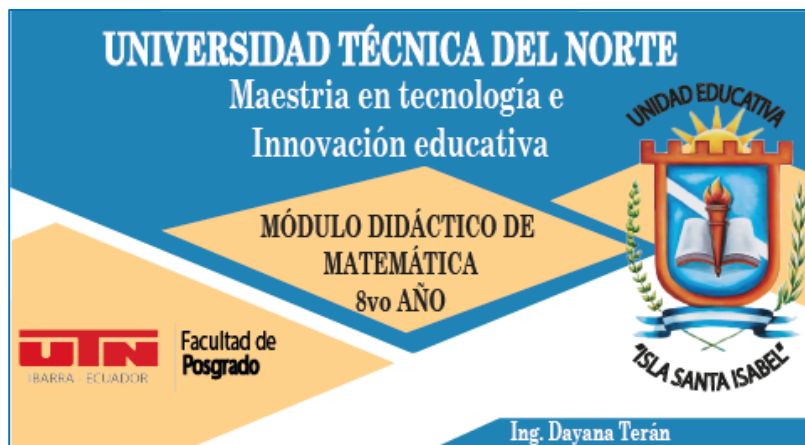 UNIVERSIDAD TÉCNICA DEL NORTE
Maestria en tecnología e
Innovación educativa
UNIDAD EDUCATIVA
"ISLA SANTA ISABEL"
MÓDULO DIDÁCTICO DE
MATEMÁTICA
8vo AÑO
UTN
IBARRA - ECUADOR
Facultad de
Posgrado
Ing. Dayana Terán